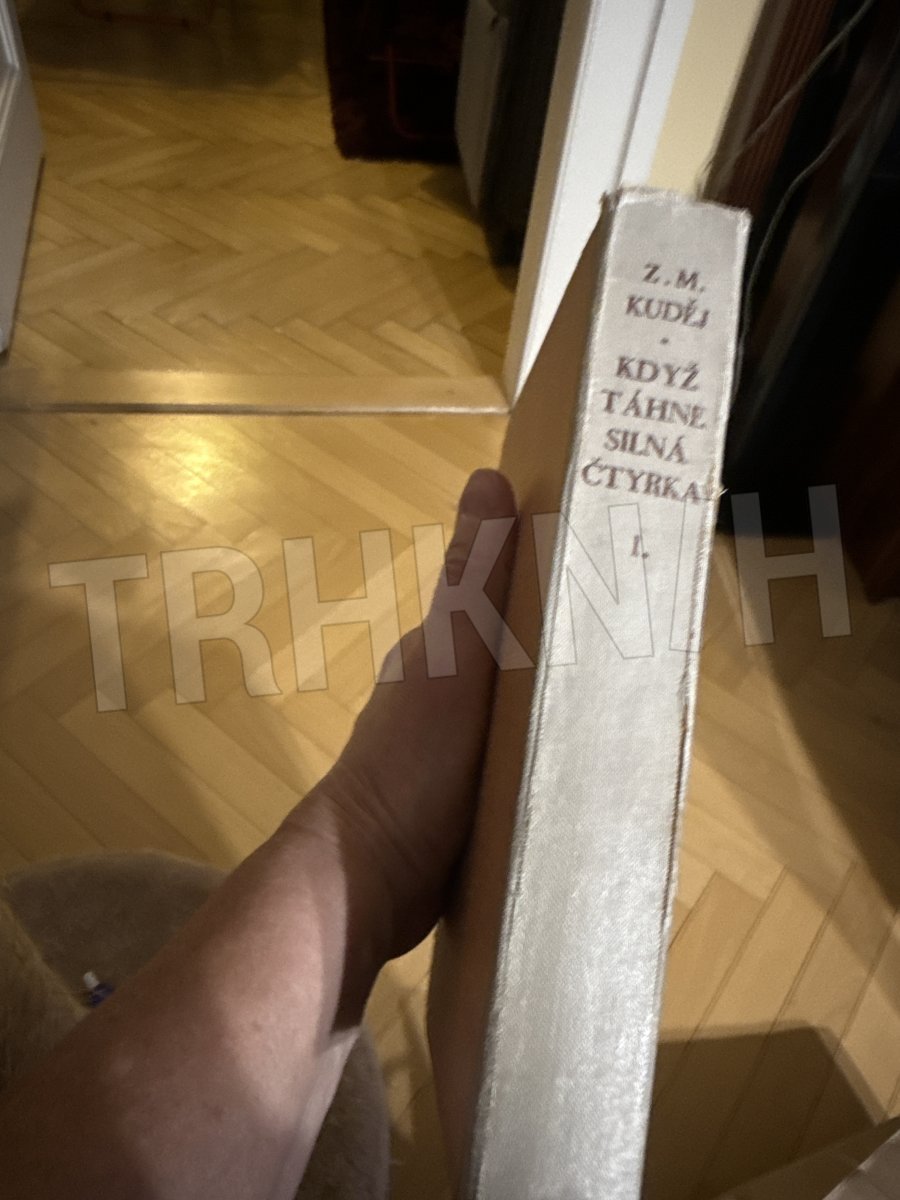 Z.M.
KUDĚJ
·
KDYŽ
TÁHNE
SILNÁ
ČTYRKA
I.
TRHKNIH